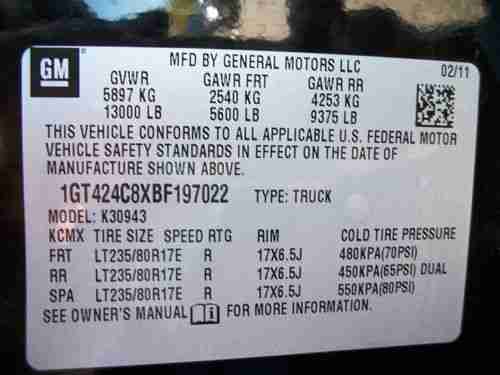 GM
MFD BY GENERAL MOTORS LLC 02/11
GVWR GAWR FRT GAWR RR
5897 KG 2540 KG 4253 KG
13000 LB 5600 LB 9375 LB
THIS VEHICLE CONFORMS TO ALL APPLICABLE U.S. FEDERAL MOTOR
VEHICLE SAFETY STANDARDS IN EFFECT ON THE DATE OF
MANUFACTURE SHOWN ABOVE.
1GT424C8XBF197022 TYPE: TRUCK
MODEL: K30943
KCMX TIRE SIZE SPEED RTG RIM COLD TIRE PRESSURE
FRT LT235/80R17E R 17X6.5J 480KPA(70PSI)
RR LT235/80R17E R 17X6.5J 450KPA(65PSI) DUAL
SPA LT235/80R17E R 17X6.5J 550KPA(80PSI)
SEE OWNER'S MANUAL FOR MORE INFORMATION.